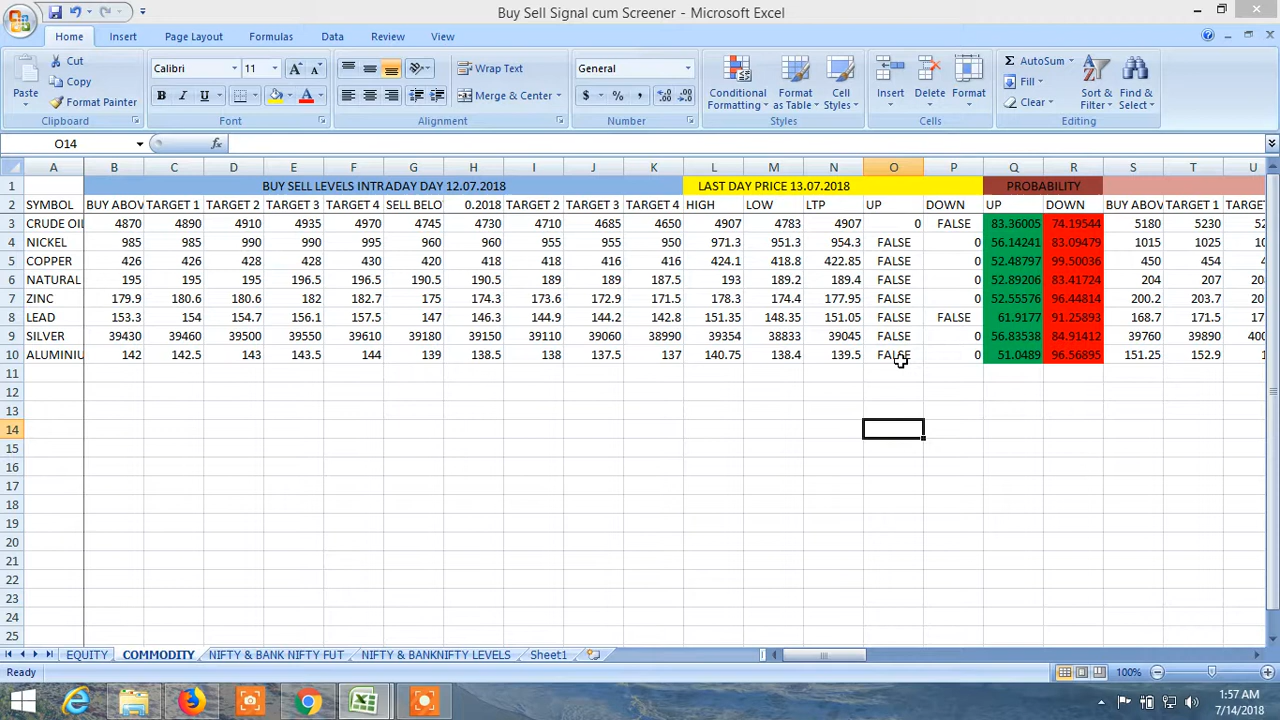 Buy Sell Signal cum Screener - Microsoft Excel
Home Insert Page Layout Formulas Data Review View
Paste Cut Copy Format Painter Clipboard
Calibri 11 B I U A A A Font
Wrap Text Merge & Center Alignment
General $ % , Number
Conditional Formatting Format as Table Cell Styles Styles
Insert Delete Format Cells
AutoSum Fill Clear Sort & Filter Find & Select Editing
O14 fx
A B C D E F G H I J K L M N O P Q R S T U
1 BUY SELL LEVELS INTRADAY DAY 12.07.2018 LAST DAY PRICE 13.07.2018 PROBABILITY
2 SYMBOL BUY ABOV TARGET 1 TARGET 2 TARGET 3 TARGET 4 SELL BELO 0.2018 TARGET 2 TARGET 3 TARGET 4 HIGH LOW LTP UP DOWN UP DOWN BUY ABOV TARGET 1 TARGET
3 CRUDE OIL 4870 4890 4910 4935 4970 4745 4730 4710 4685 4650 4907 4783 4907 0 FALSE 83.36005 74.19544 5180 5230 52
4 NICKEL 985 985 990 990 995 960 960 955 955 950 971.3 951.3 954.3 FALSE 0 56.14241 83.09479 1015 1025 10
5 COPPER 426 426 428 428 430 420 418 418 416 416 424.1 418.8 422.85 FALSE 0 52.48797 99.50036 450 454 4
6 NATURAL 195 195 195 196.5 836.5 190.5 190.5 189 189 187.5 193 189.2 189.4 FALSE 0 52.89206 83.41724 204 207 20
7 ZINC 179.9 180.6 180.6 182 182.7 175 174.3 173.6 172.9 171.5 178.3 174.4 177.95 FALSE 0 52.55576 96.44814 200.2 203.7 20
8 LEAD 153.3 154 154.7 156.1 157.5 147 146.3 144.9 144.2 142.8 151.35 148.35 151.05 FALSE FALSE 61.9177 91.25893 168.7 171.5 17
9 SILVER 39430 39460 39500 56650 39610 39180 39150 39110 39060 38990 39354 38833 39045 FALSE 0 56.83538 84.91412 39760 39890 400
10 ALUMINIU 142 142.5 143 143.5 144 139 138.5 138 137.5 137 140.75 138.4 139.5 FALSE 0 51.0489 96.56895 151.25 152.9 1
11
12
13
14
15
16
17
18
19
20
21
22
23
24
25
EQUITY COMMODITY NIFTY & BANK NIFTY FUT NIFTY & BANKNIFTY LEVELS Sheet1
Ready 100%
1:57 AM
7/14/2018